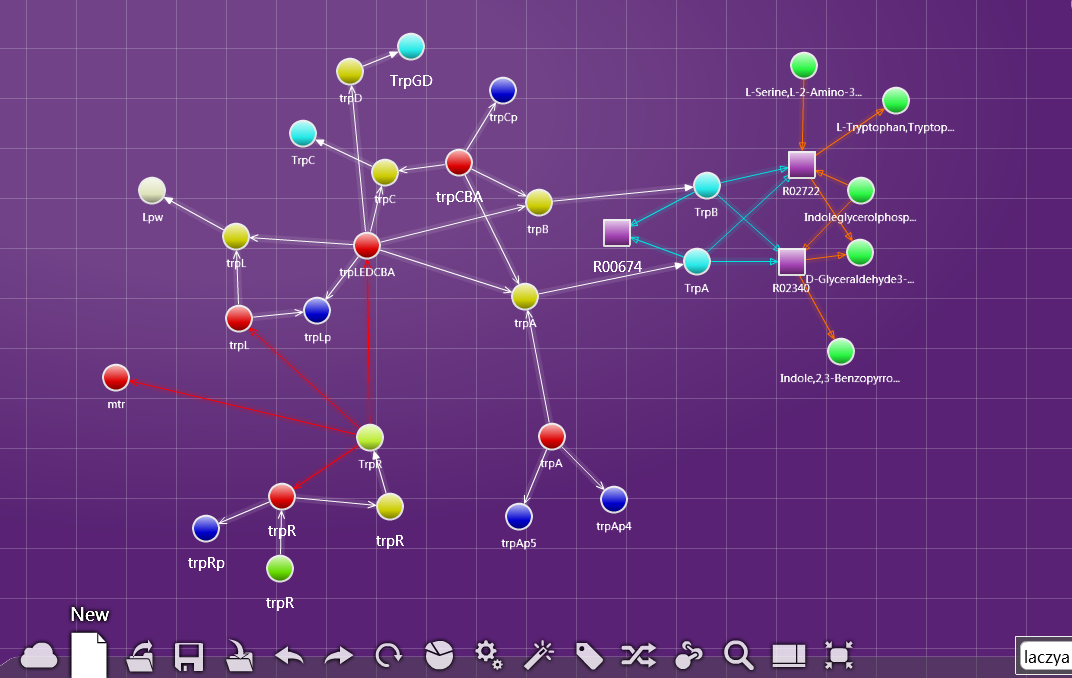 TrpGD
trpD
L-Serine,L-2-Amino-3...
trpCp
L-Tryptophan,Tryptop...
TrpC
trpC
trpCBA
R02722
Lpw
TrpB
Indoleglycerolphosp...
trpB
trpL
trpLEDCBA
R00674
TrpA
R02340
D-Glyceraldehyde3-...
trpA
trpLp
trpL
Indole,2,3-Benzopyrro...
mtr
TrpR
trpA
trpAp4
trpR
trpR
trpAp5
trpRp
trpR
New
laczya